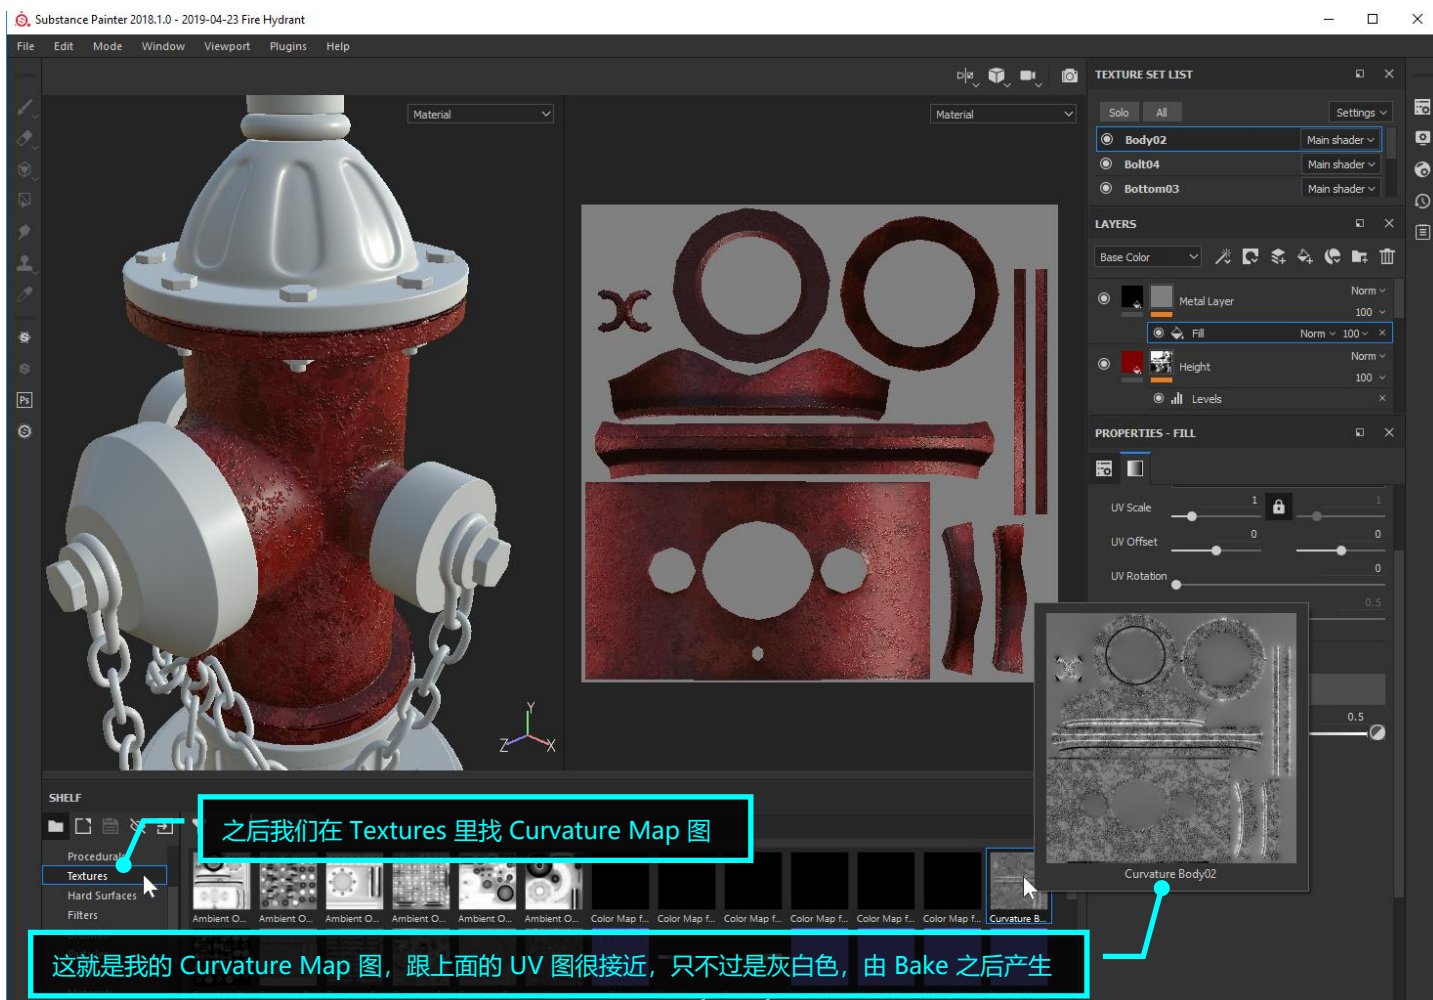 Substance Painter 2018.1.0 - 2019-04-23 Fire Hydrant
File Edit Mode Window Viewport Plugins Help
Material
Material
TEXTURE SET LIST
Solo All Settings
Body02 Main shader
Bolt04 Main shader
Bottom03 Main shader
LAYERS
Base Color
Metal Layer Norm
100
Fill Norm 100
Height Norm
100
Levels
PROPERTIES - FILL
UV Scale 1 1
UV Offset 0 0
UV Rotation 0
0.5
0.5
Y
Z X
Ps
Curvature Body02
SHELF
之后我们在 Textures 里找 Curvature Map 图
Procedurals
Textures
Hard Surfaces
Filters
Ambient O... Ambient O... Ambient O... Ambient O... Ambient O... Ambient O... Color Map f... Color Map f... Color Map f... Color Map f... Color Map f... Color Map f... Curvature B...
这就是我的 Curvature Map 图，跟上面的 UV 图很接近，只不过是灰白色，由 Bake 之后产生